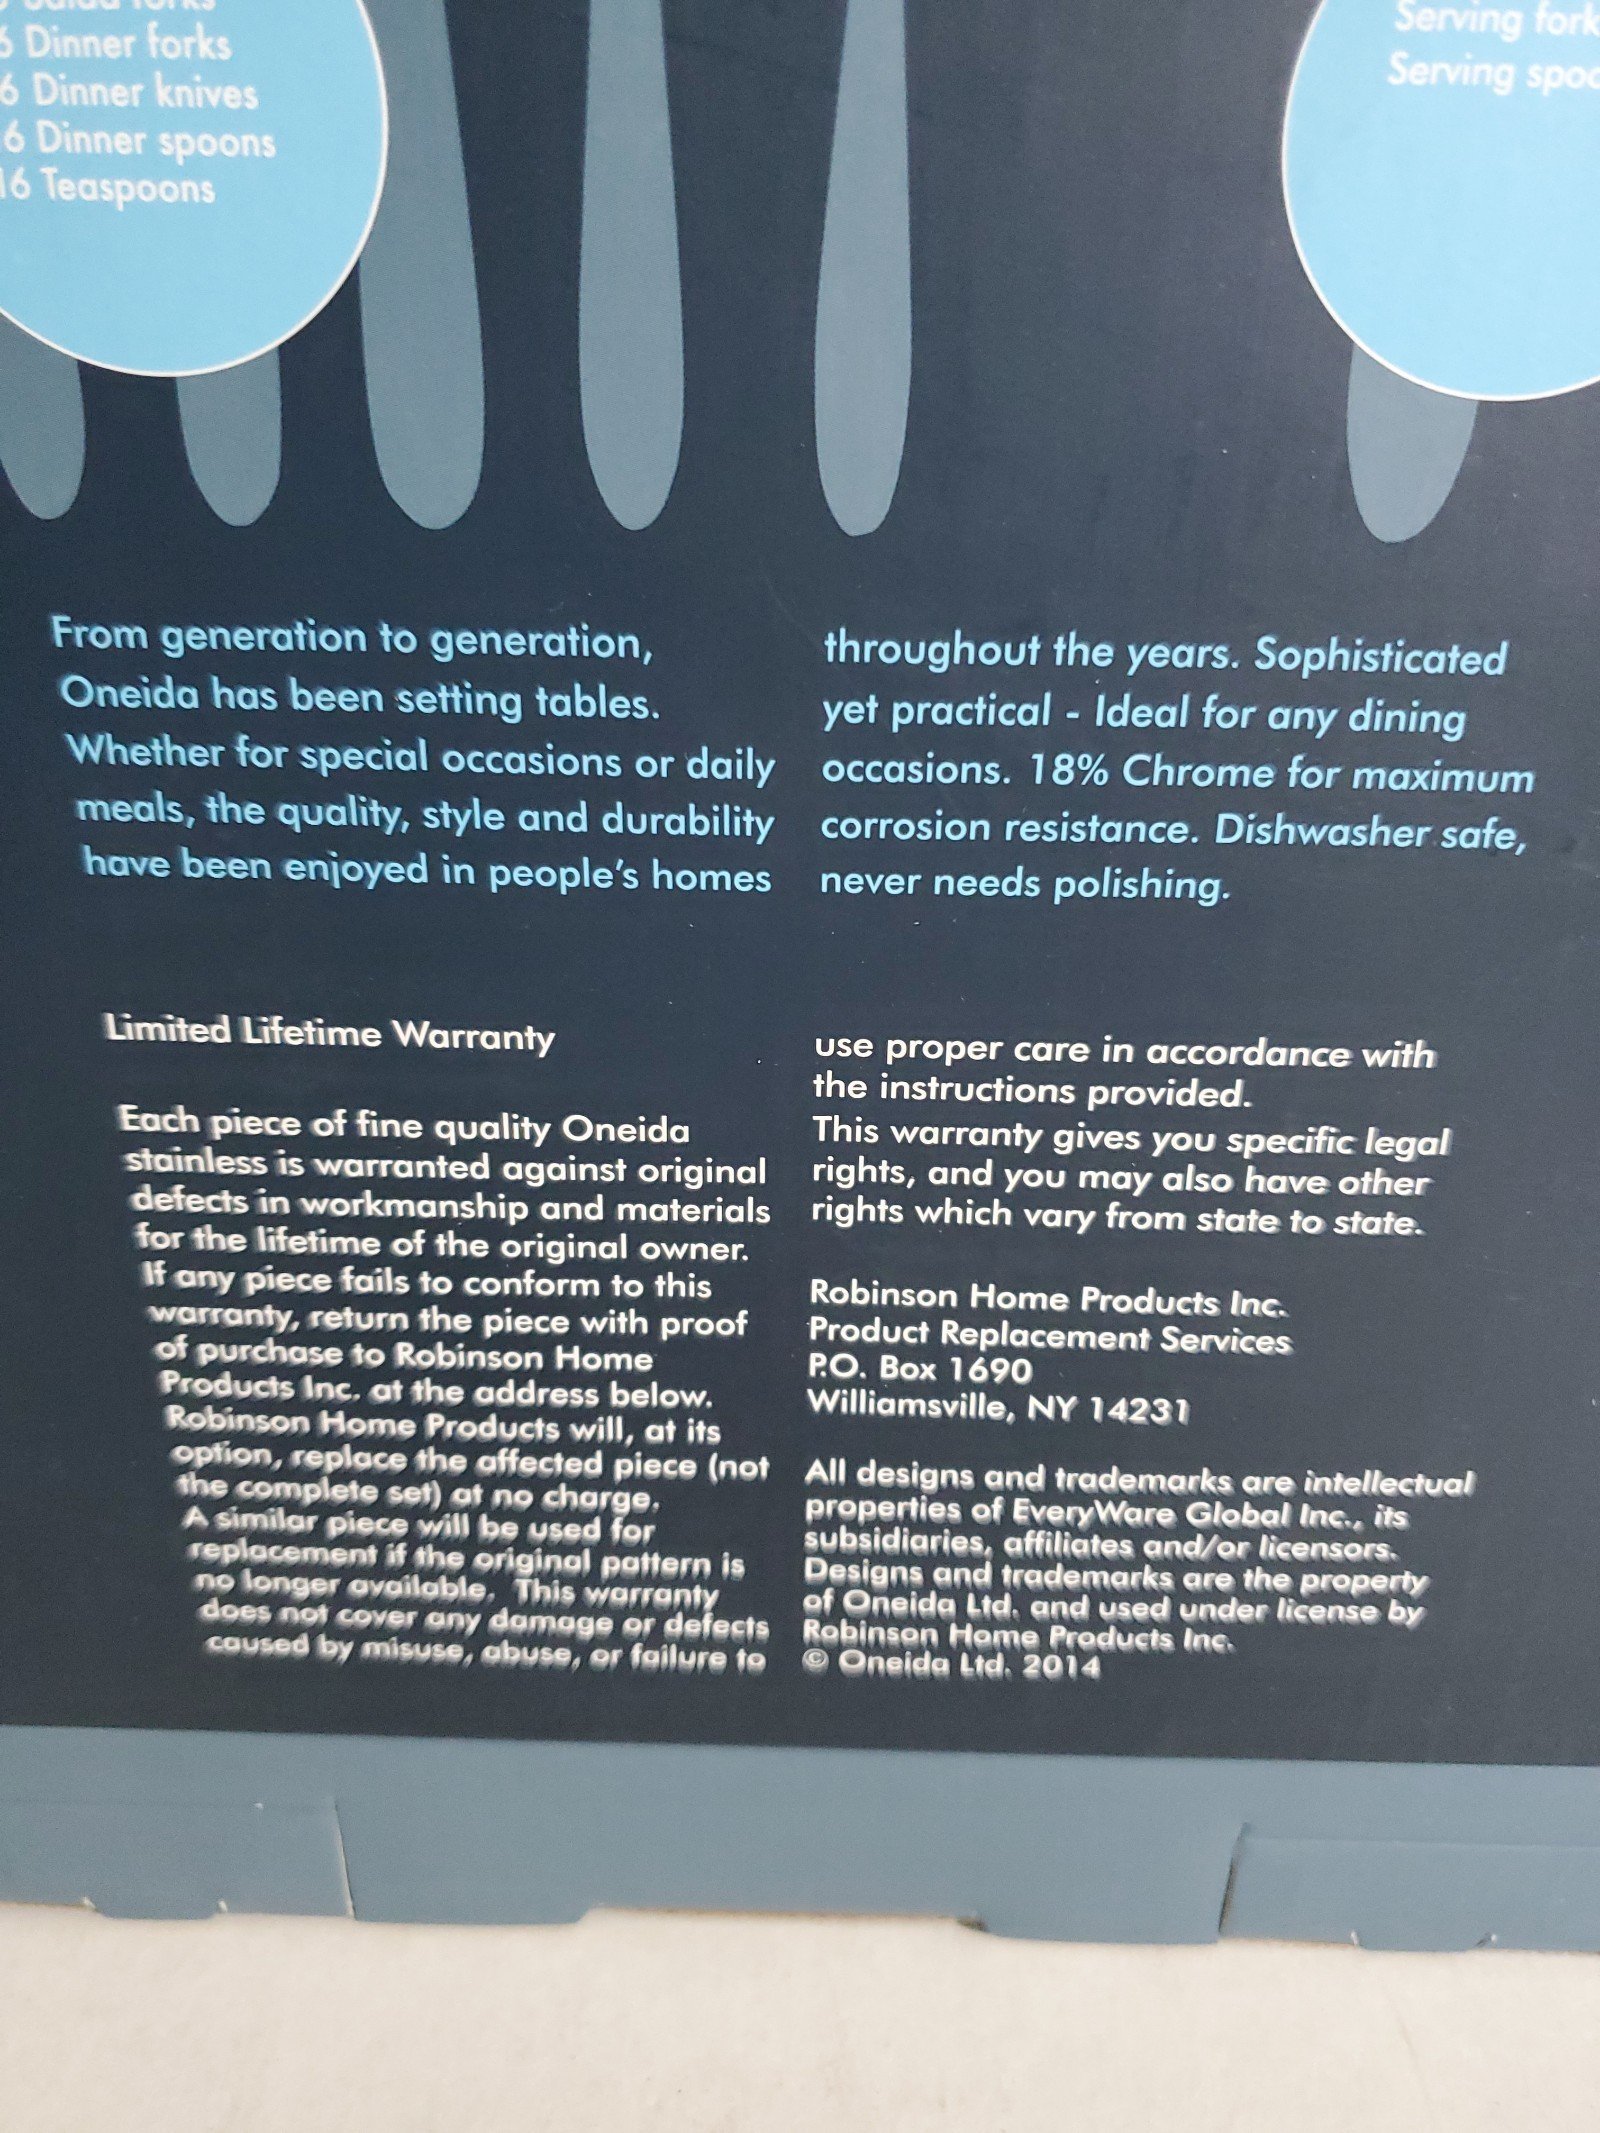 Salad forks
6 Dinner forks
6 Dinner knives
6 Dinner spoons
16 Teaspoons
Serving fork
Serving
From generation to generation,
Oneida has been setting tables.
Whether for special occasions or daily
meals, the quality, style and durability
have been enjoyed in people's homes
throughout the years. Sophisticated
yet practical - Ideal for any dining
occasions. 18% Chrome for maximum
corrosion resistance. Dishwasher safe,
never needs polishing.
Limited Lifetime Warranty
Each piece of fine quality Oneida
stainless is warranted against original
defects in workmanship and materials
for the lifetime of the original owner.
If any piece fails to conform to this
warranty, return the piece with proof
of purchase to Robinson Home
Products Inc. at the address below.
Robinson Home Products will, at its
option, replace the affected piece (not
the complete set) at no charge.
A similar piece will be used for
replacement if the original pattern is
no longer available. This warranty
does not cover any damage or defects
caused by misuse, abuse, or failure to
use proper care in accordance with
the instructions provided.
This warranty gives you specific legal
rights, and you may also have other
rights which vary from state to state.
Robinson Home Products Inc.
Product Replacement Services
P.O. Box 1690
Williamsville, NY 14231
All designs and trademarks are intellectual
properties of EveryWare Global Inc., its
subsidiaries, affiliates and/or licensors.
Designs and trademarks are the property
of Oneida Ltd. and used under license by
Robinson Home Products Inc.
© Oneida Ltd. 2014